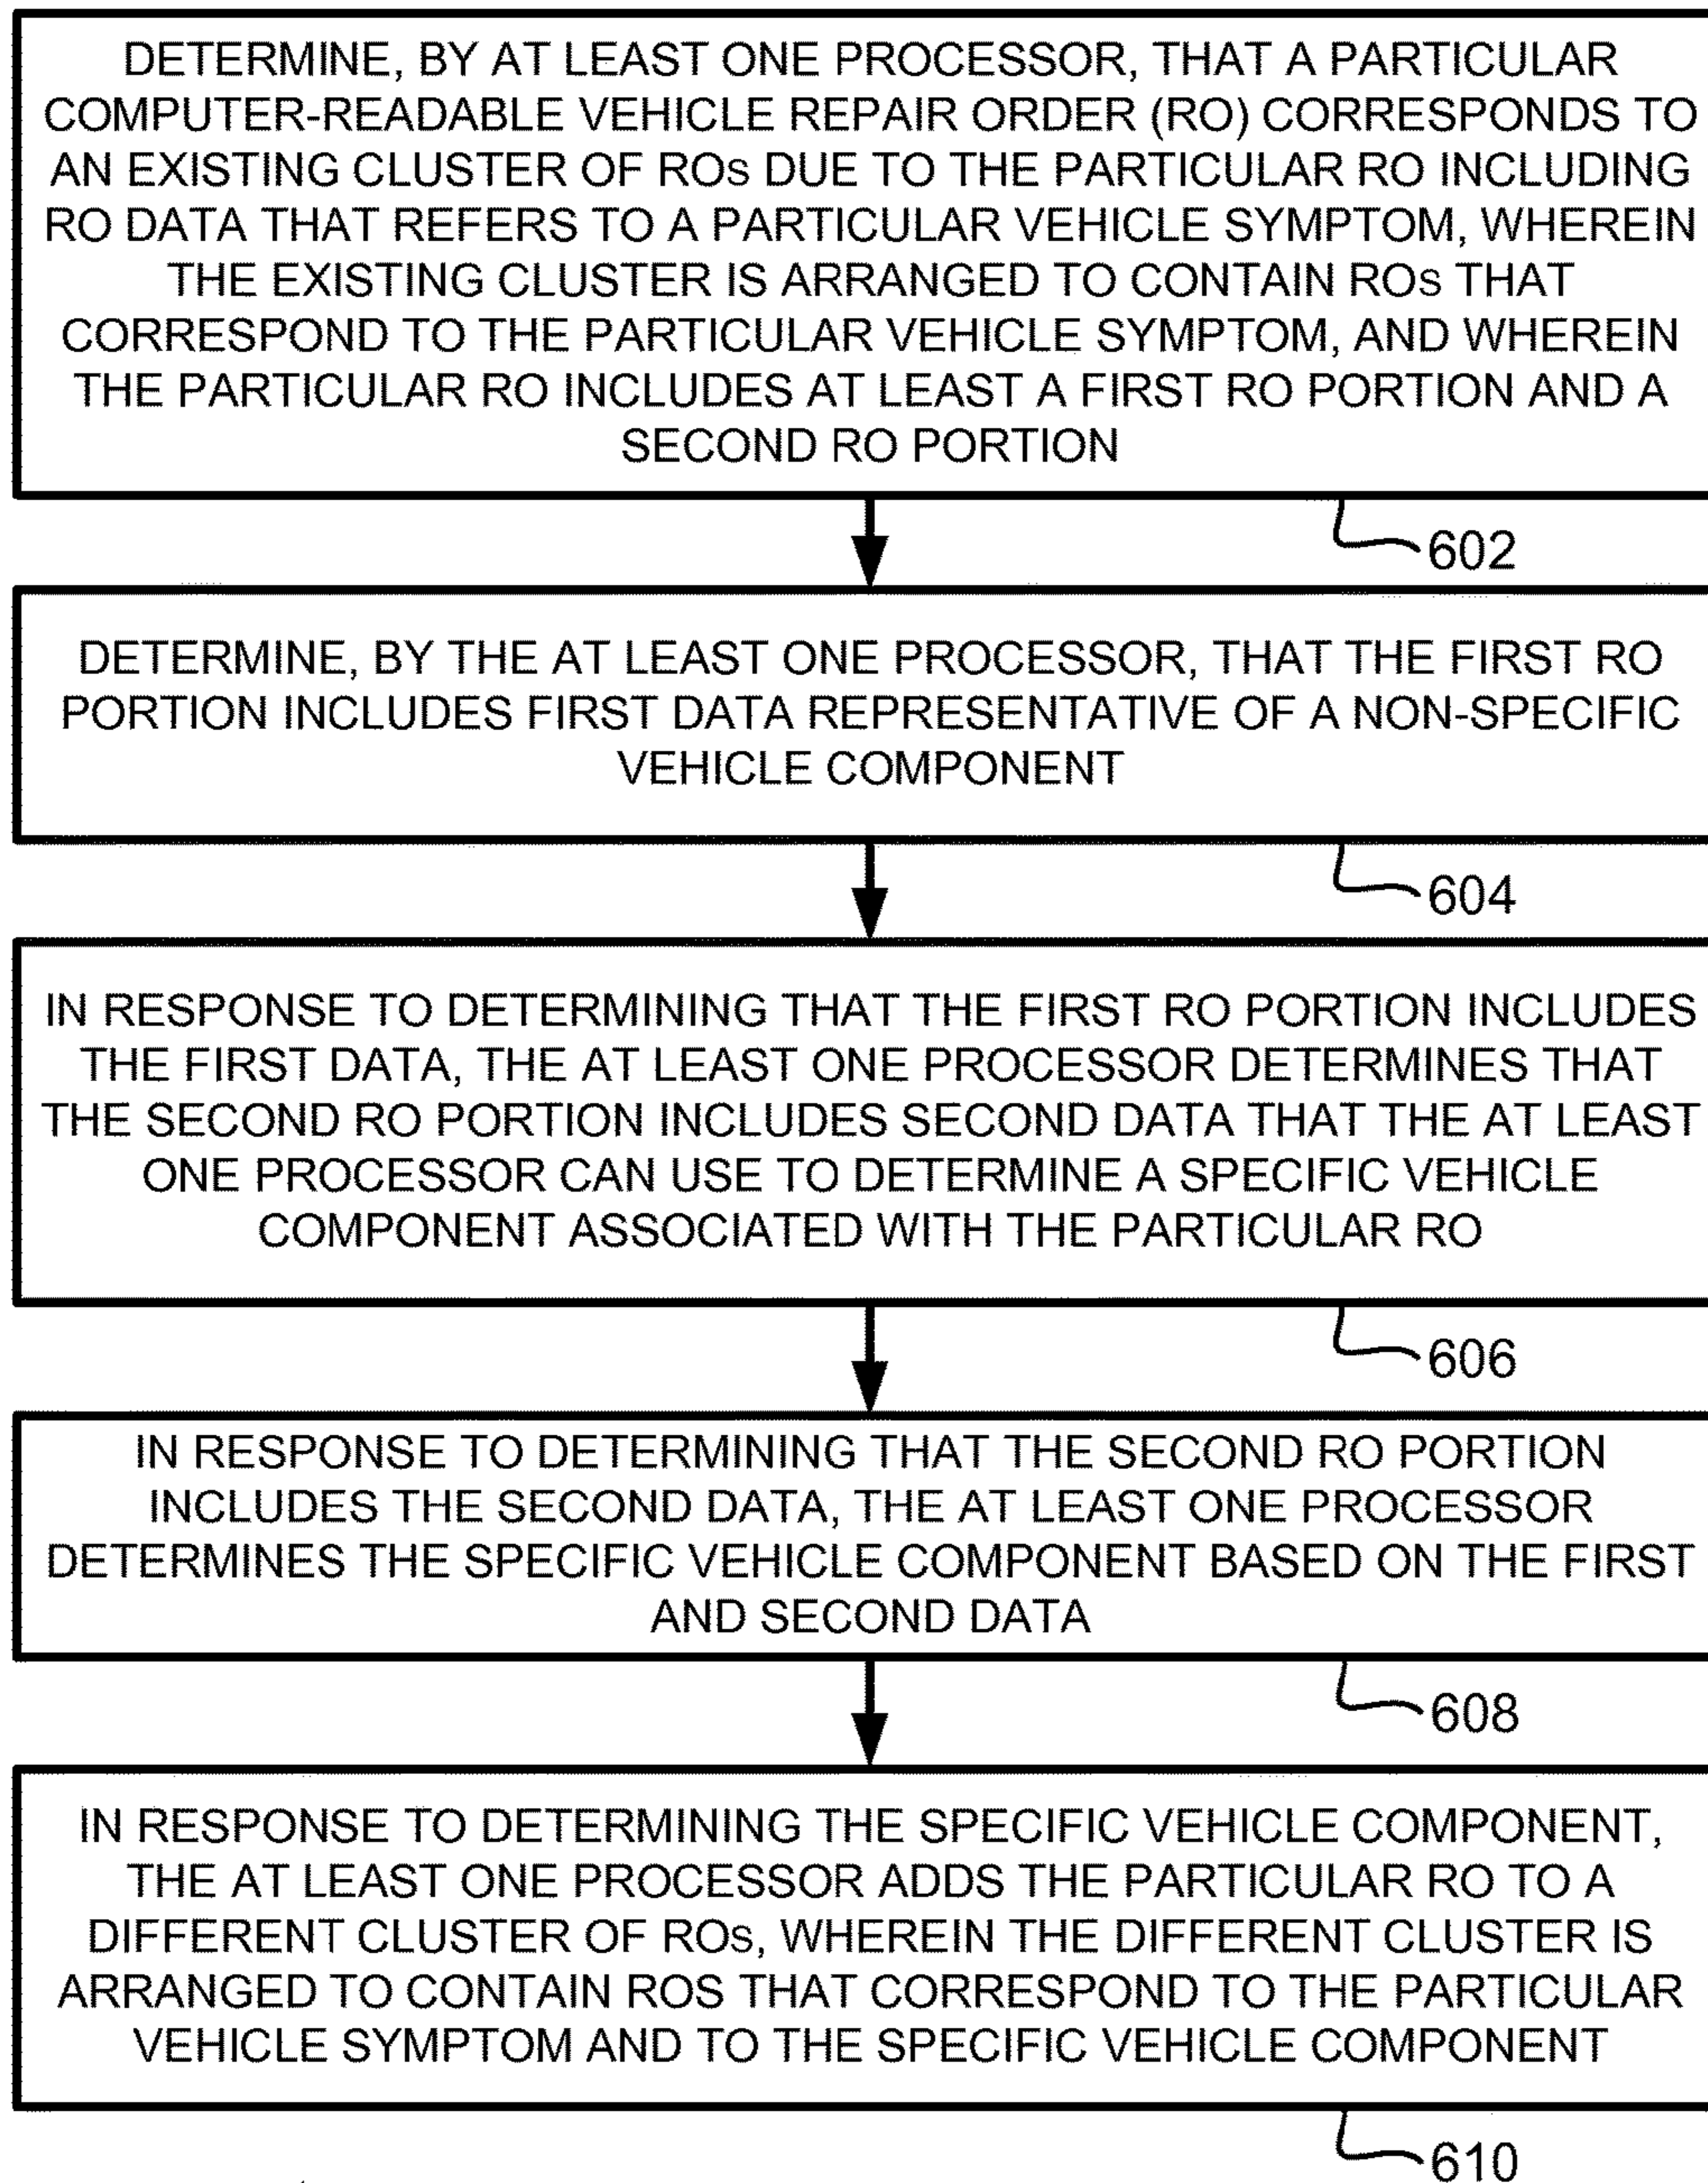 DETERMINE, BY AT LEAST ONE PROCESSOR, THAT A PARTICULAR
COMPUTER-READABLE VEHICLE REPAIR ORDER (RO) CORRESPONDS TO
AN EXISTING CLUSTER OF ROs DUE TO THE PARTICULAR RO INCLUDING
RO DATA THAT REFERS TO A PARTICULAR VEHICLE SYMPTOM, WHEREIN
THE EXISTING CLUSTER IS ARRANGED TO CONTAIN ROs THAT
CORRESPOND TO THE PARTICULAR VEHICLE SYMPTOM, AND WHEREIN
THE PARTICULAR RO INCLUDES AT LEAST A FIRST RO PORTION AND A
SECOND RO PORTION
602
DETERMINE, BY THE AT LEAST ONE PROCESSOR, THAT THE FIRST RO
PORTION INCLUDES FIRST DATA REPRESENTATIVE OF A NON-SPECIFIC
VEHICLE COMPONENT
604
IN RESPONSE TO DETERMINING THAT THE FIRST RO PORTION INCLUDES
THE FIRST DATA, THE AT LEAST ONE PROCESSOR DETERMINES THAT
THE SECOND RO PORTION INCLUDES SECOND DATA THAT THE AT LEAST
ONE PROCESSOR CAN USE TO DETERMINE A SPECIFIC VEHICLE
COMPONENT ASSOCIATED WITH THE PARTICULAR RO
606
IN RESPONSE TO DETERMINING THAT THE SECOND RO PORTION
INCLUDES THE SECOND DATA, THE AT LEAST ONE PROCESSOR
DETERMINES THE SPECIFIC VEHICLE COMPONENT BASED ON THE FIRST
AND SECOND DATA
608
IN RESPONSE TO DETERMINING THE SPECIFIC VEHICLE COMPONENT,
THE AT LEAST ONE PROCESSOR ADDS THE PARTICULAR RO TO A
DIFFERENT CLUSTER OF ROs, WHEREIN THE DIFFERENT CLUSTER IS
ARRANGED TO CONTAIN ROS THAT CORRESPOND TO THE PARTICULAR
VEHICLE SYMPTOM AND TO THE SPECIFIC VEHICLE COMPONENT
610